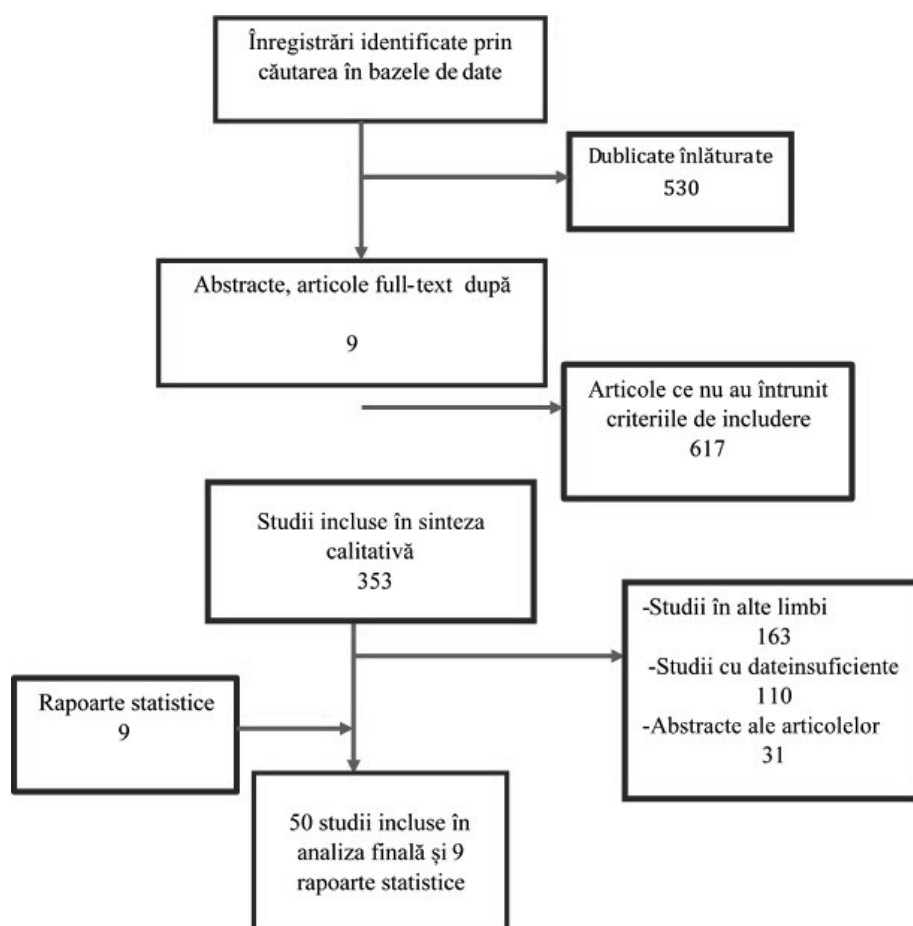 Înregistrări identificate prin
căutarea în bazele de date
Dublicate înlăturate
530
Abstracte, articole full-text după
9
Articole ce nu au întrunit
criteriile de includere
617
Studii incluse în sinteza
calitativă
353
-Studii în alte limbi
163
-Studii cu dateinsuficiente
110
-Abstracte ale articolelor
31
Rapoarte statistice
9
50 studii incluse în
analiza finală și 9
rapoarte statistice